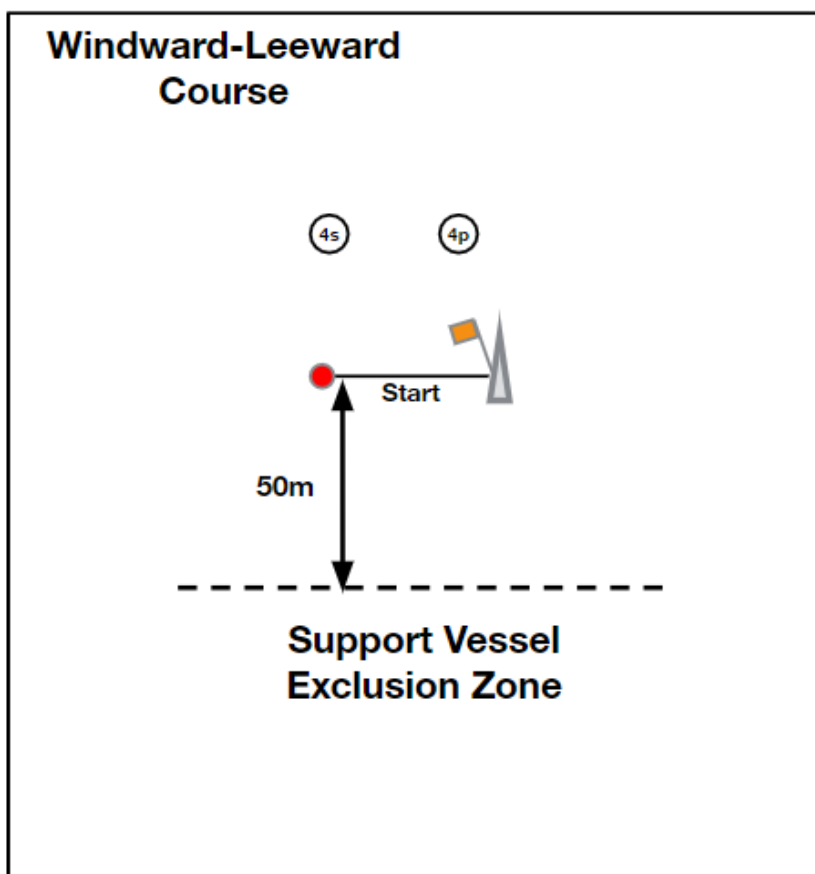 Windward-Leeward
Course
4s
4p
Start
50m
Support Vessel
Exclusion Zone